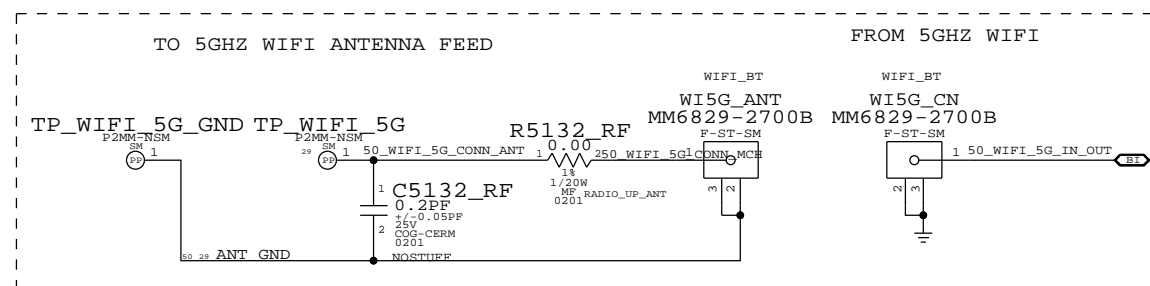 TO 5GHZ WIFI ANTENNA FEED
FROM 5GHZ WIFI
WIFI_BT
WIFI_BT
WI5G_ANT
WI5G_CN
MM6829-2700B
MM6829-2700B
F-ST-SM
F-ST-SM
TP_WIFI_5G_GND
TP_WIFI_5G
P2MM-NSM
P2MM-NSM
SM
SM
PP
1
29
PP
1
50_WIFI_5G_CONN_ANT
R5132_RF
0.00
1
2
50_WIFI_5G_CONN_MCH
1
1%
1/20W
MF
0201
RADIO_UP_ANT
3
2
2
3
1
50_WIFI_5G_IN_OUT
BI
1
C5132_RF
0.2PF
+/-0.05PF
25V
2
COG-CERM
0201
NOSTUFF
50 29
ANT_GND